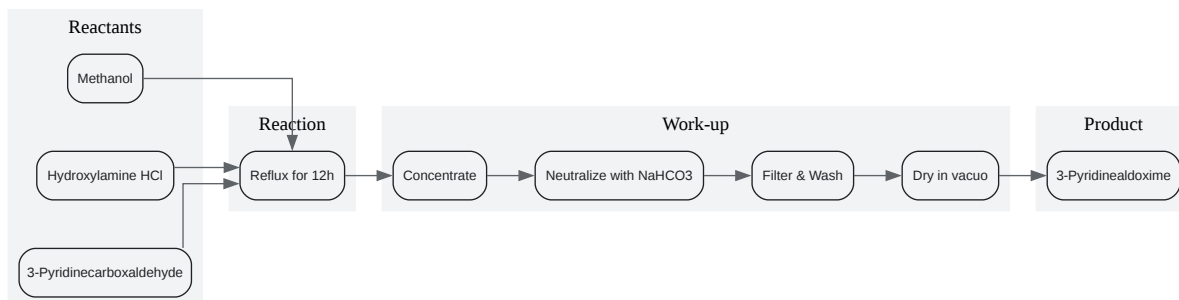 Reactants
Methanol
Hydroxylamine HCl
3-Pyridinecarboxaldehyde
Reaction
Reflux for 12h
Work-up
Concentrate
Neutralize with NaHCO3
Filter & Wash
Dry in vacuo
Product
3-Pyridinealdoxime